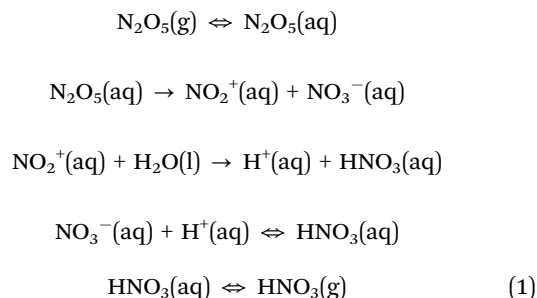 N₂O₅(g) ⇔ N₂O₅(aq)
N₂O₅(aq) → NO₂⁺(aq) + NO₃⁻(aq)
NO₂⁺(aq) + H₂O(l) → H⁺(aq) + HNO₃(aq)
NO₃⁻(aq) + H⁺(aq) ⇔ HNO₃(aq)
HNO₃(aq) ⇔ HNO₃(g) (1)